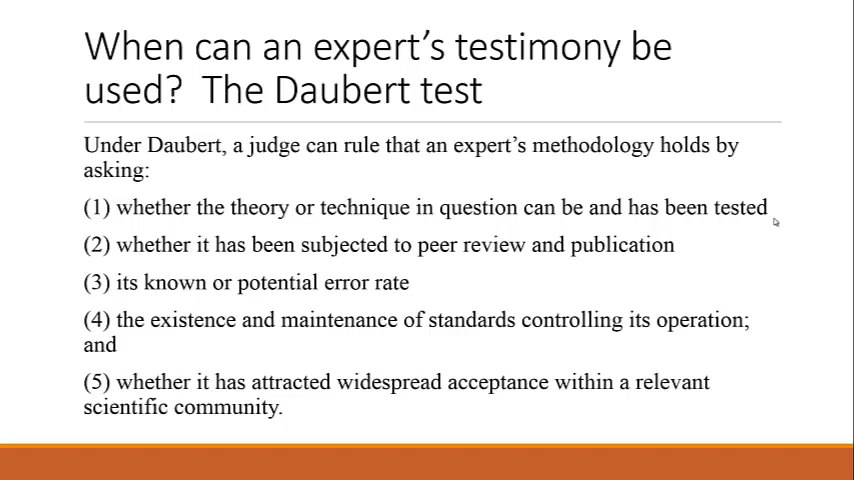 When can an expert’s testimony be
used?  The Daubert test
Under Daubert, a judge can rule that an expert’s methodology holds by
asking:
(1) whether the theory or technique in question can be and has been tested
(2) whether it has been subjected to peer review and publication
(3) its known or potential error rate
(4) the existence and maintenance of standards controlling its operation;
and
(5) whether it has attracted widespread acceptance within a relevant
scientific community.